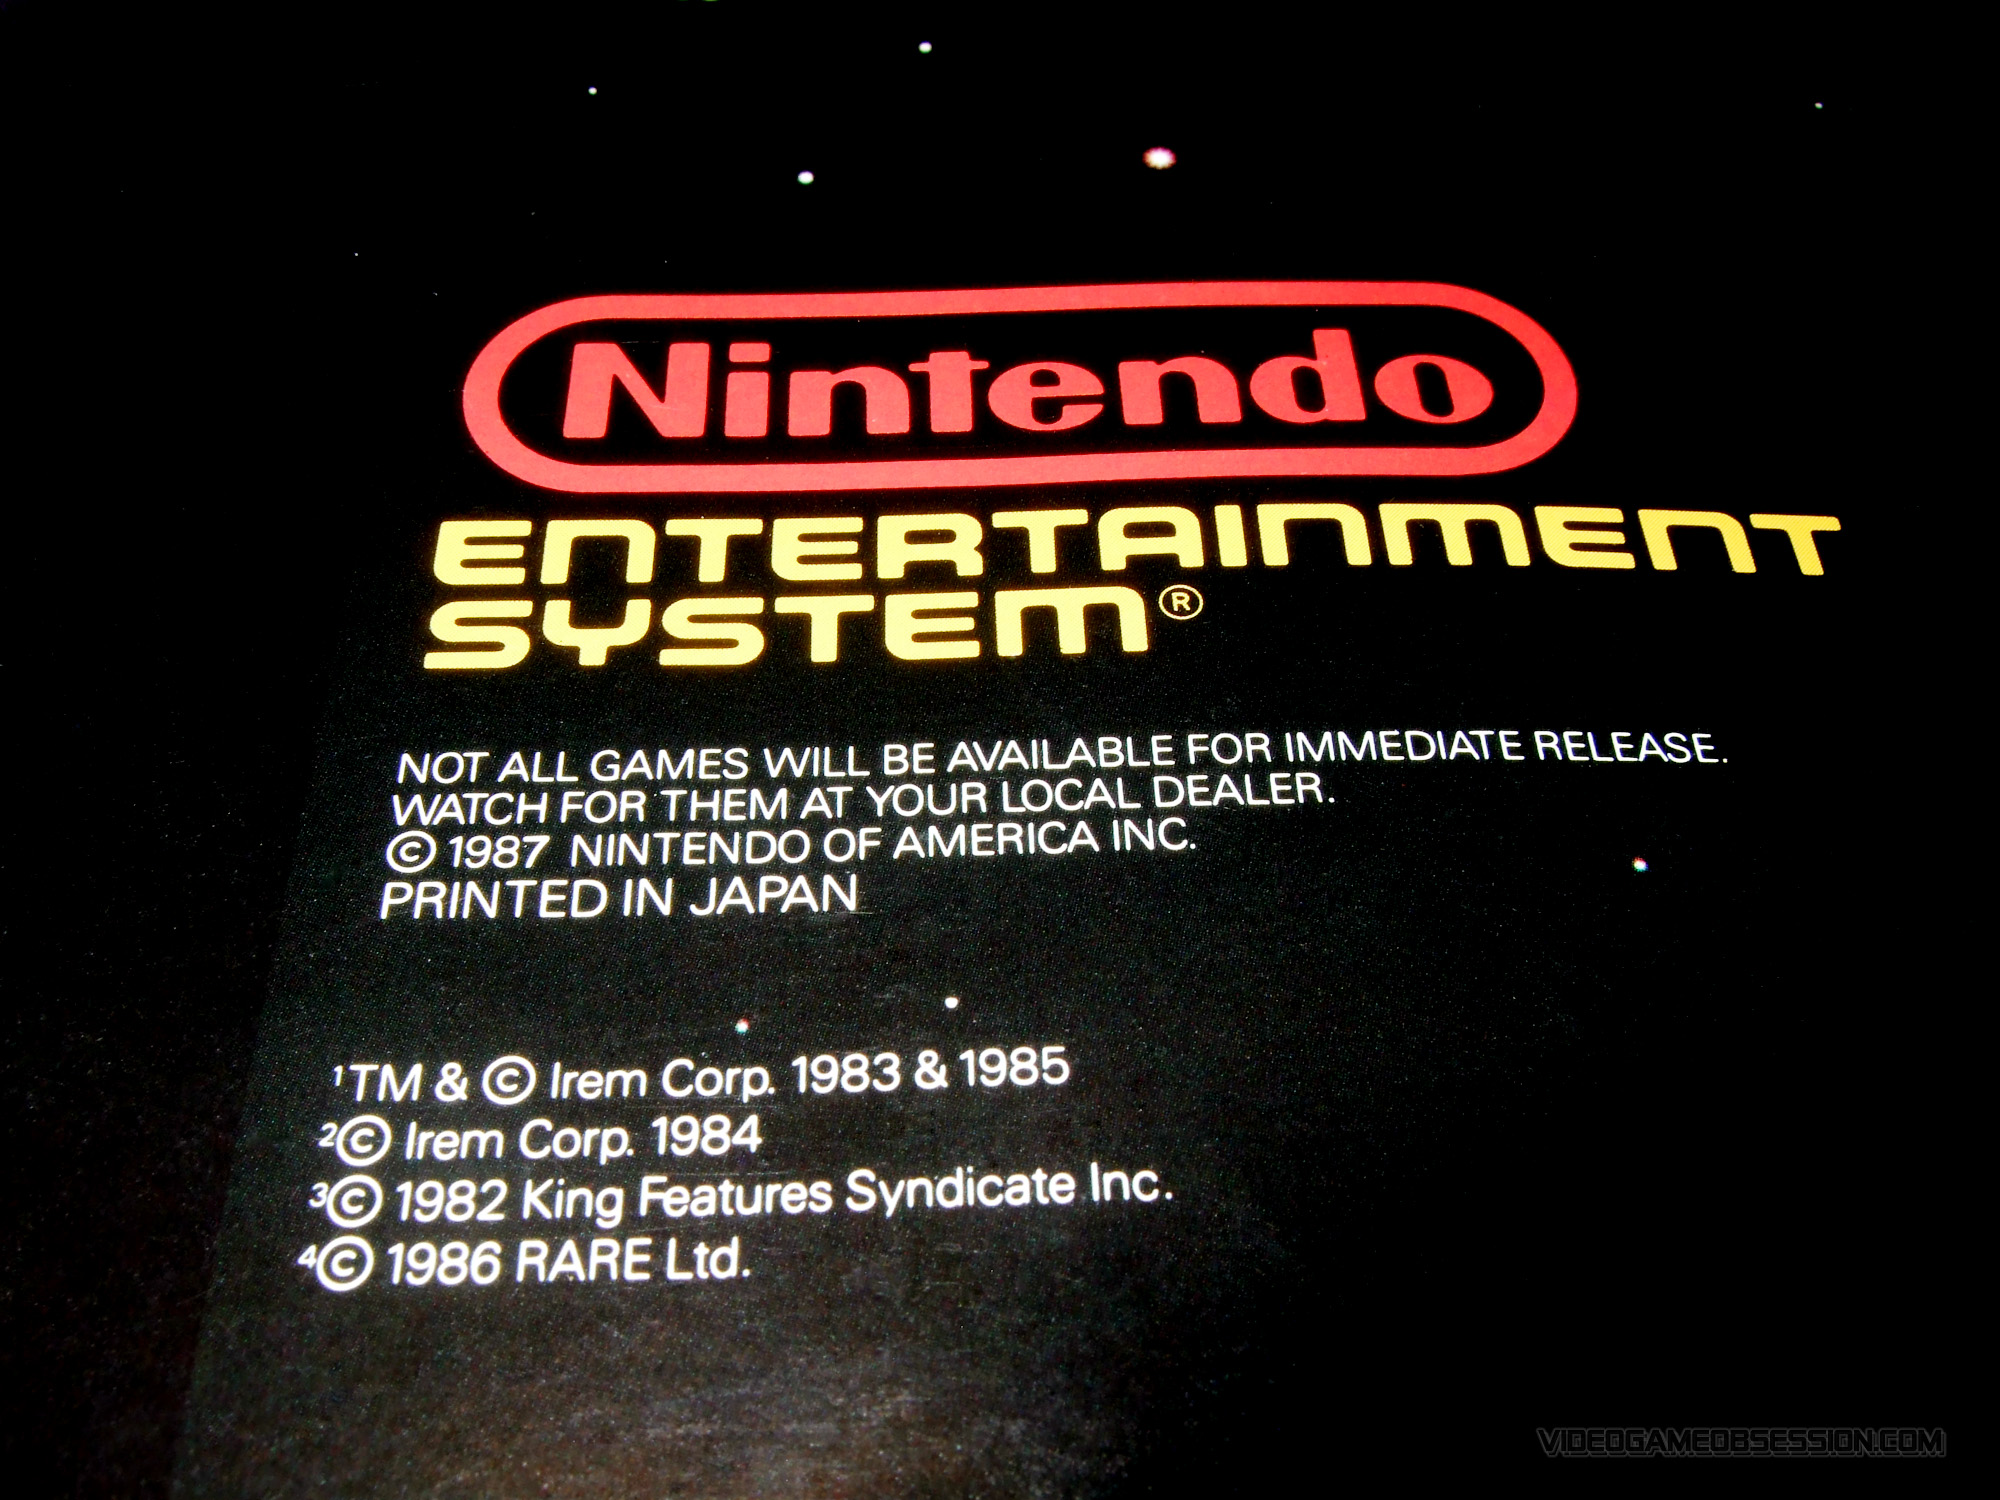 Nintendo
ENTERTAINMENT
SYSTEM®
NOT ALL GAMES WILL BE AVAILABLE FOR IMMEDIATE RELEASE.
WATCH FOR THEM AT YOUR LOCAL DEALER.
© 1987 NINTENDO OF AMERICA INC.
PRINTED IN JAPAN
¹TM & © Irem Corp. 1983 & 1985
²© Irem Corp. 1984
³© 1982 King Features Syndicate Inc.
⁴© 1986 RARE Ltd.
VIDEOGAMEOBSESSION.COM